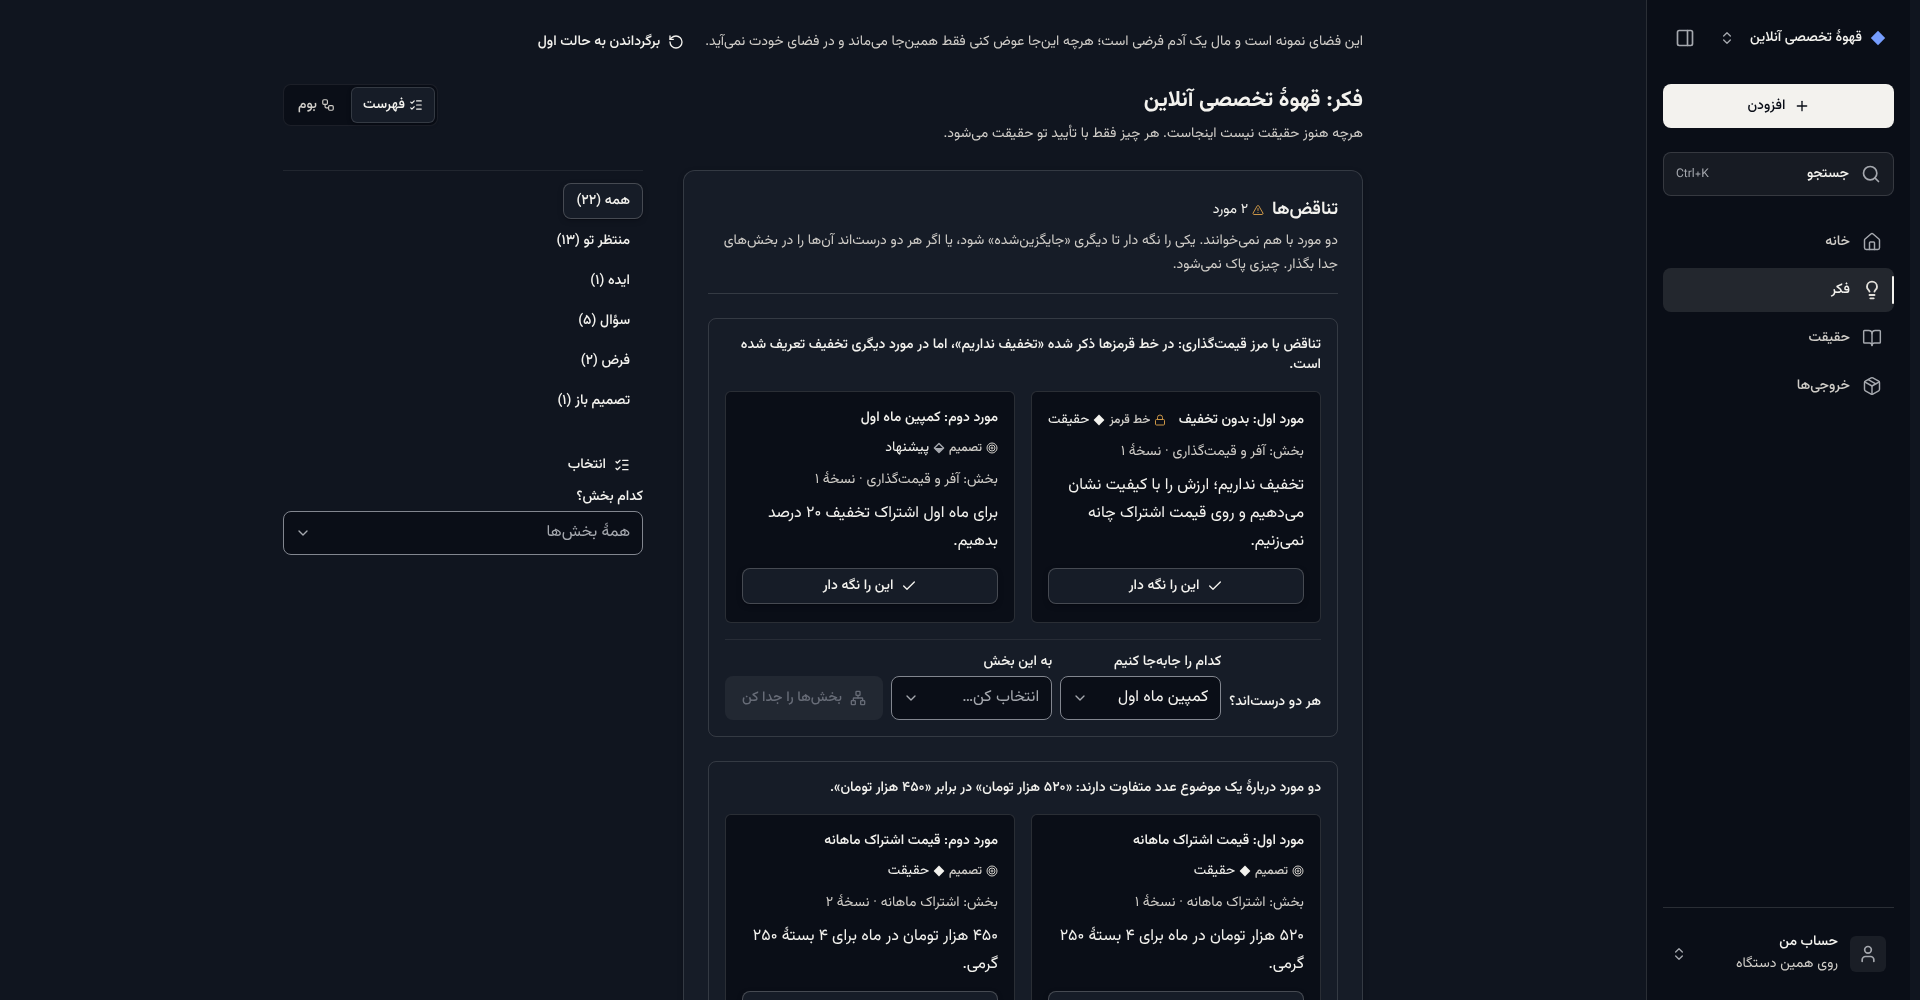 قهوهٔ تخصصی آنلاین
افزودن
جستجو Ctrl+K
خانه
فکر
حقیقت
خروجی‌ها
حساب من
روی همین دستگاه
این فضای نمونه است و مال یک آدم فرضی است؛ هرچه این‌جا عوض کنی فقط همین‌جا می‌ماند و در فضای خودت نمی‌آید. برگرداندن به حالت اول
فکر: قهوهٔ تخصصی آنلاین
هرچه هنوز حقیقت نیست اینجاست. هر چیز فقط با تأیید تو حقیقت می‌شود.
فهرست بوم
تناقض‌ها ۲ مورد
دو مورد با هم نمی‌خوانند. یکی را نگه دار تا دیگری «جایگزین‌شده» شود، یا اگر هر دو درست‌اند آن‌ها را در بخش‌های
جدا بگذار. چیزی پاک نمی‌شود.
تناقض با مرز قیمت‌گذاری: در خط قرمزها ذکر شده «تخفیف نداریم»، اما در مورد دیگری تخفیف تعریف شده
است.
مورد اول: بدون تخفیف خط قرمز حقیقت
بخش: آفر و قیمت‌گذاری · نسخهٔ ۱
تخفیف نداریم؛ ارزش را با کیفیت نشان
می‌دهیم و روی قیمت اشتراک چانه
نمی‌زنیم.
این را نگه دار
مورد دوم: کمپین ماه اول
تصمیم پیشنهاد
بخش: آفر و قیمت‌گذاری · نسخهٔ ۱
برای ماه اول اشتراک تخفیف ۲۰ درصد
بدهیم.
این را نگه دار
هر دو درست‌اند؟
کدام را جابه‌جا کنیم
کمپین ماه اول
به این بخش
انتخاب کن…
بخش‌ها را جدا کن
دو مورد دربارهٔ یک موضوع عدد متفاوت دارند: «۵۲۰ هزار تومان» در برابر «۴۵۰ هزار تومان».
مورد اول: قیمت اشتراک ماهانه
تصمیم حقیقت
بخش: اشتراک ماهانه · نسخهٔ ۱
۵۲۰ هزار تومان در ماه برای ۴ بستهٔ ۲۵۰
گرمی.
مورد دوم: قیمت اشتراک ماهانه
تصمیم حقیقت
بخش: اشتراک ماهانه · نسخهٔ ۲
۴۵۰ هزار تومان در ماه برای ۴ بستهٔ ۲۵۰
گرمی.
همه (۲۲)
منتظر تو (۱۳)
ایده (۱)
سؤال (۵)
فرض (۲)
تصمیم باز (۱)
انتخاب
کدام بخش؟
همهٔ بخش‌ها